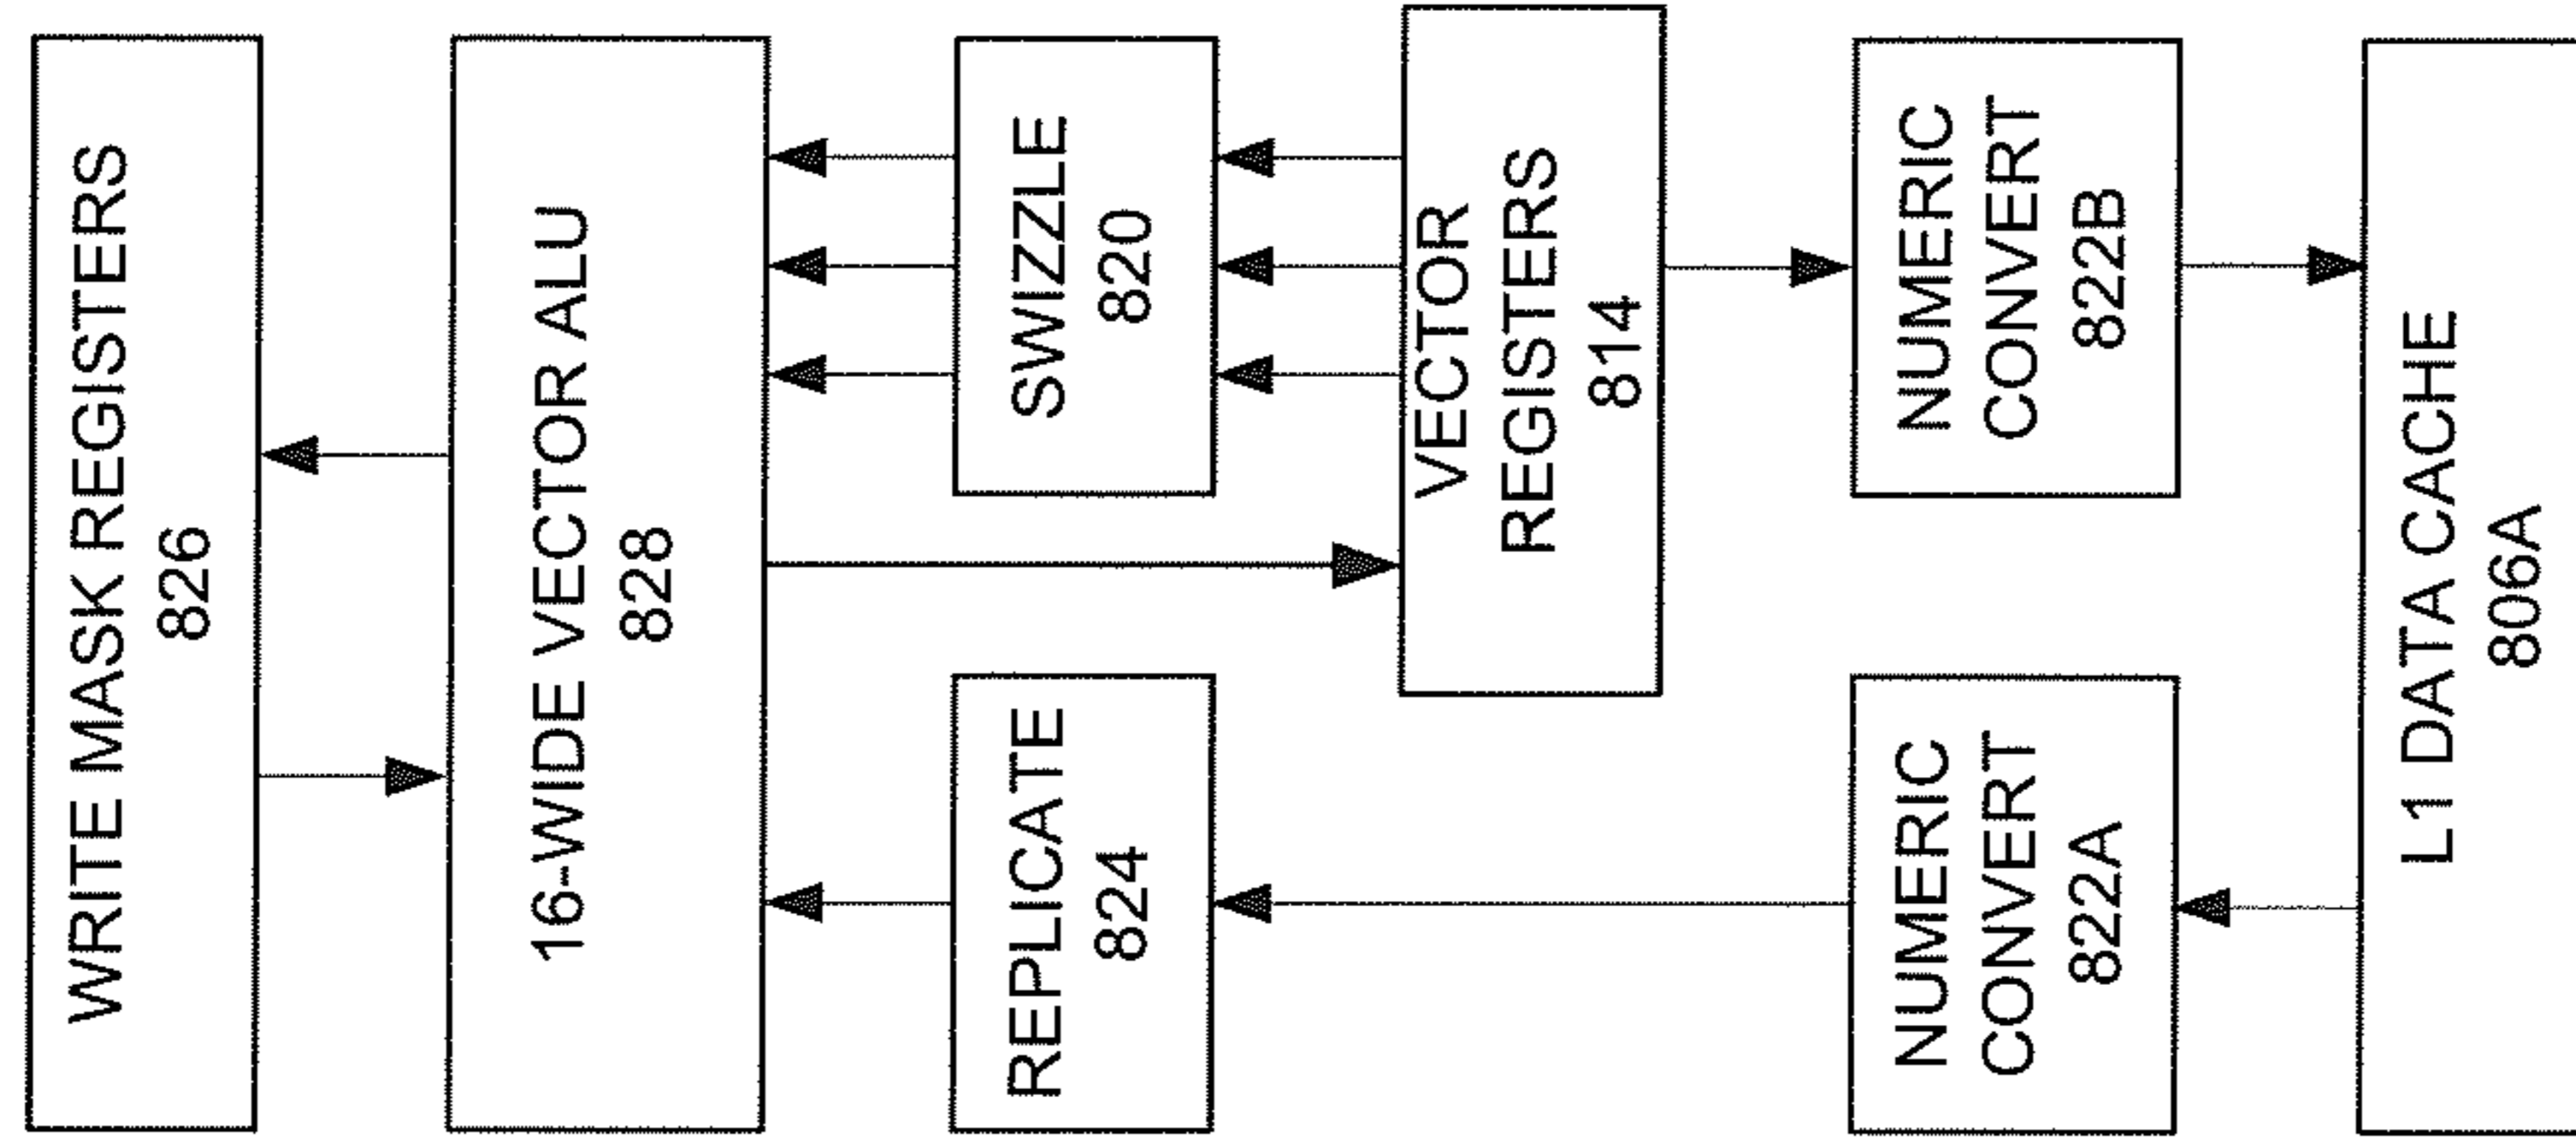 WRITE MASK REGISTERS
826
16-WIDE VECTOR ALU
828
REPLICATE
824
SWIZZLE
820
VECTOR
REGISTERS
814
NUMERIC
CONVERT
822A
NUMERIC
CONVERT
822B
L1 DATA CACHE
806A